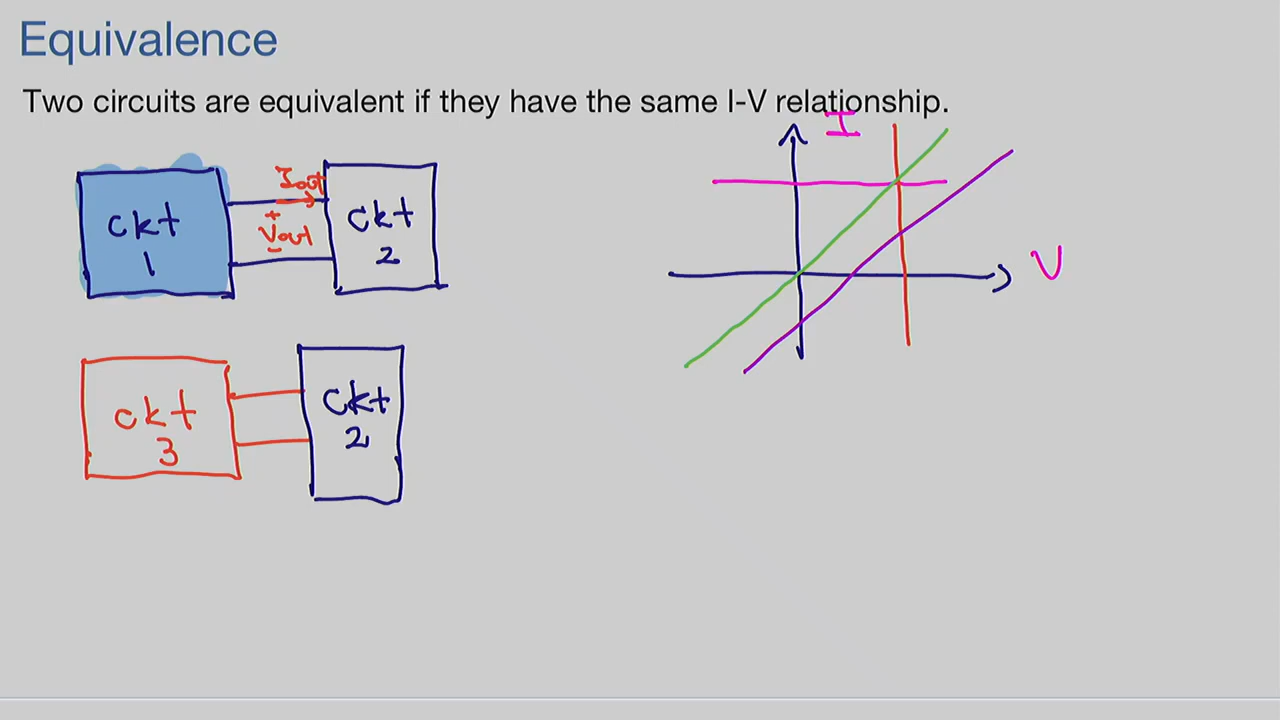 Equivalence
Two circuits are equivalent if they have the same I-V relationship.
ckt
1
Iout
+
Vout
-
ckt
2
I
V
ckt
3
ckt
2